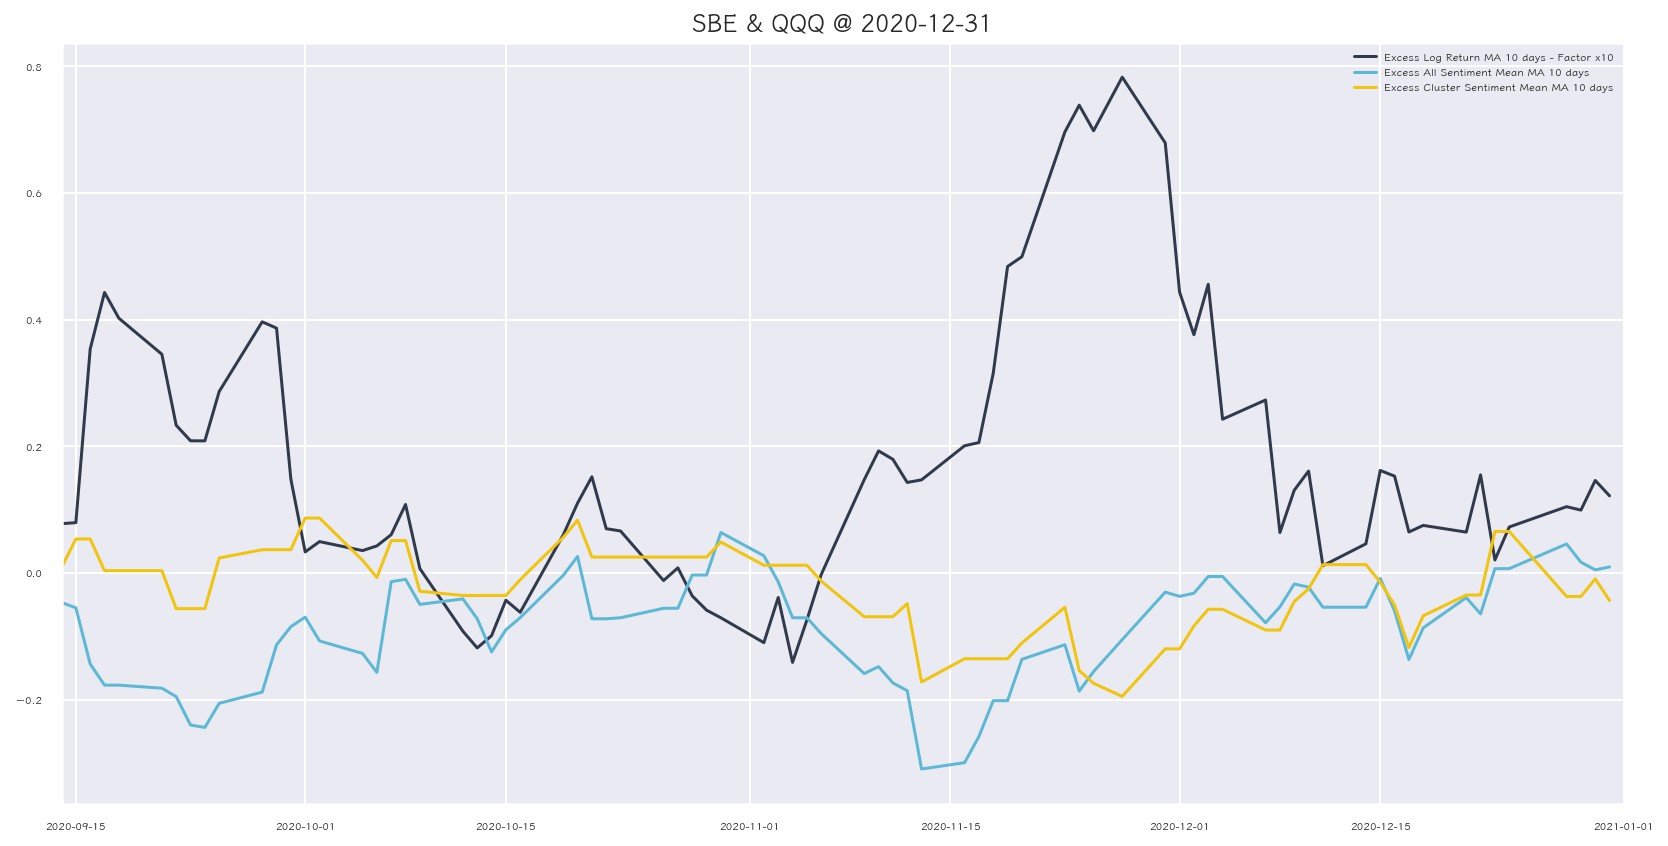 SBE & QQQ @ 2020-12-31
Excess Log Return MA 10 days - Factor x10
Excess All Sentiment Mean MA 10 days
Excess Cluster Sentiment Mean MA 10 days
0.8
0.6
0.4
0.2
0.0
−0.2
2020-09-15 2020-10-01 2020-10-15 2020-11-01 2020-11-15 2020-12-01 2020-12-15 2021-01-01